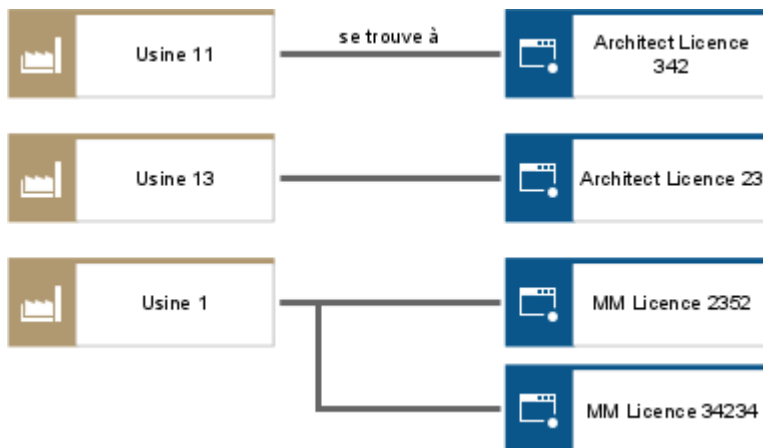 Usine 11
se trouve à
Architect Licence
342
Usine 13
Architect Licence 23
Usine 1
MM Licence 2352
MM Licence 34234